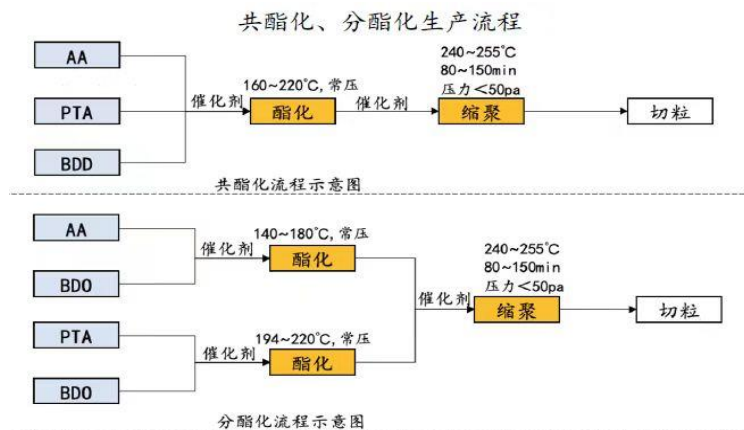 共酯化、分酯化生产流程
AA
PTA
BDD
催化剂
160~220°C,常压
酯化
催化剂
240~255°C
80~150min
压力<50pa
缩聚
切粒
共酯化流程示意图
AA
BDO
催化剂
140~180°C,常压
酯化
PTA
BDO
催化剂
194~220°C,常压
酯化
催化剂
240~255°C
80~150min
压力<50pa
缩聚
切粒
分酯化流程示意图